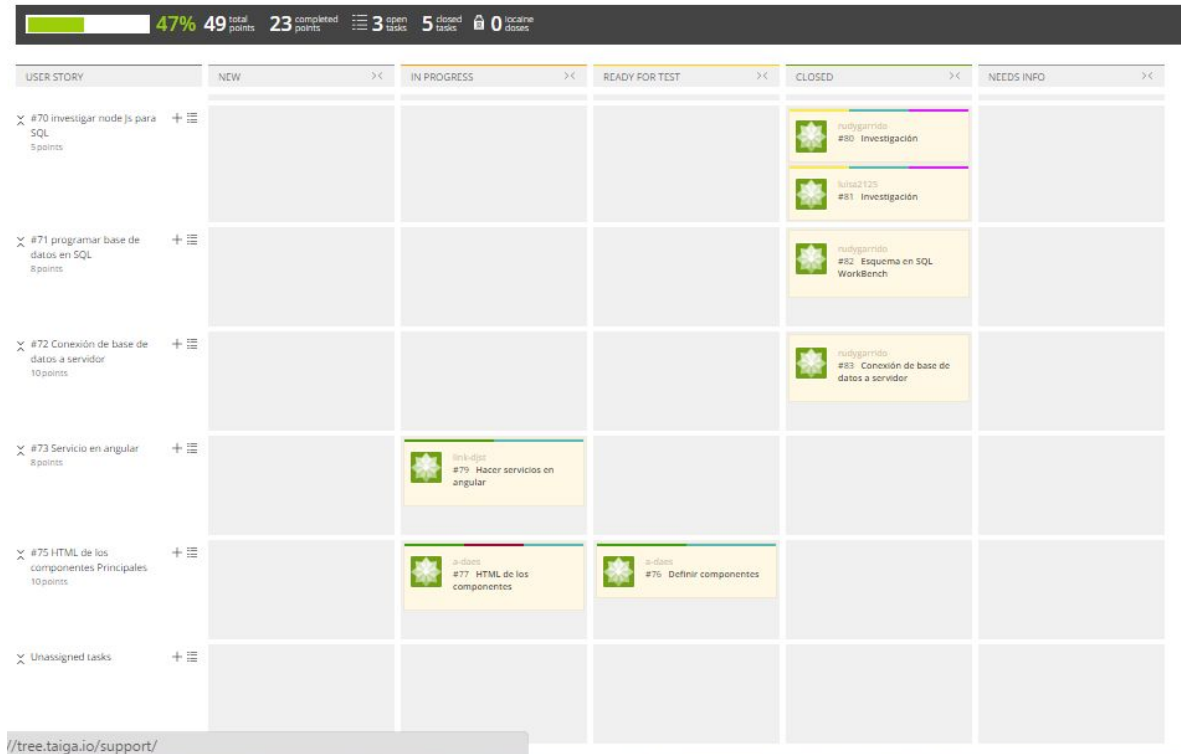 47% 49 total points 23 completed points 3 open tasks 5 closed tasks 0 Iocaine doses
USER STORY NEW IN PROGRESS READY FOR TEST CLOSED NEEDS INFO
#70 investigar node Js para
SQL
5 points
rudygarrido
#80 Investigación
luisa2125
#81 Investigación
#71 programar base de
datos en SQL
8 points
rudygarrido
#82 Esquema en SQL
WorkBench
#72 Conexión de base de
datos a servidor
10 points
rudygarrido
#83 Conexión de base de
datos a servidor
#73 Servicio en angular
8 points
link-djst
#79 Hacer servicios en
angular
#75 HTML de los
componentes Principales
10 points
a-daes
#77 HTML de los
componentes
a-daes
#76 Definir componentes
Unassigned tasks
//tree.taiga.io/support/